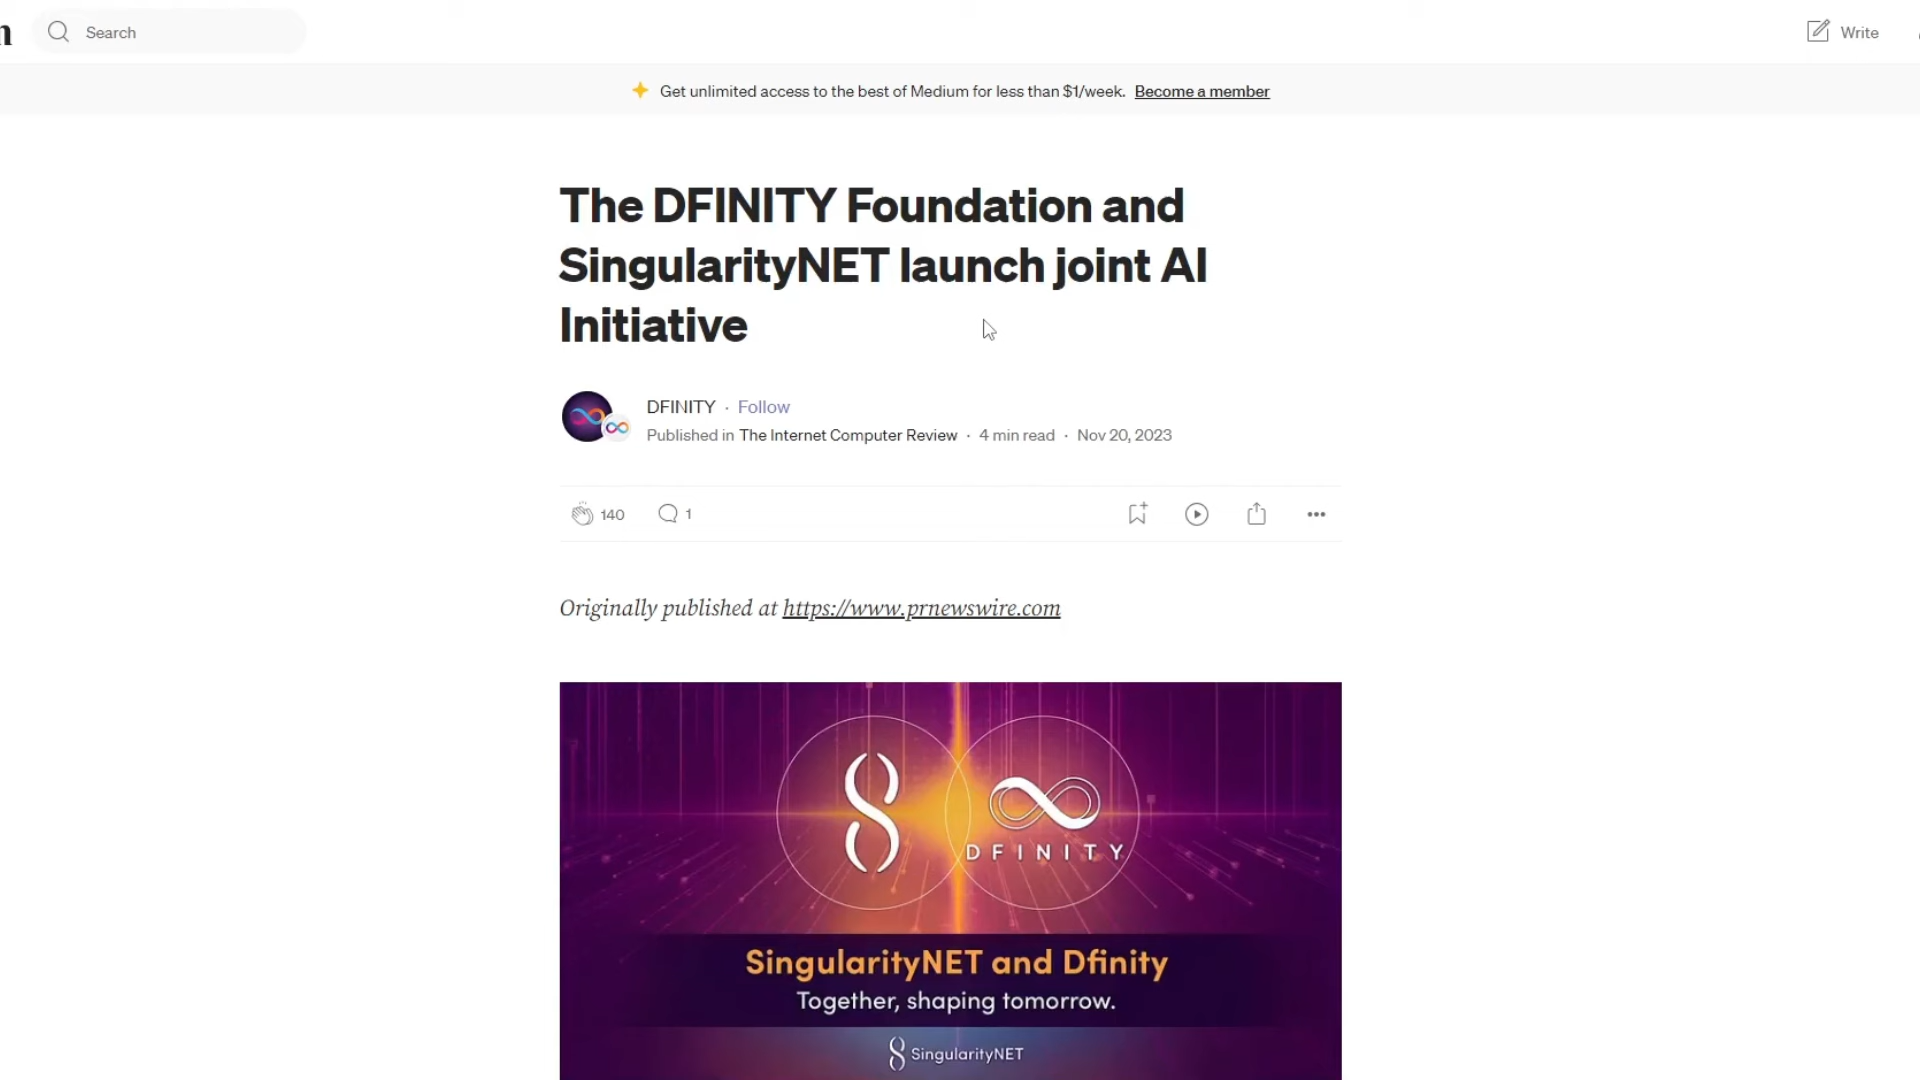 Search
Write
Get unlimited access to the best of Medium for less than $1/week. Become a member
The DFINITY Foundation and
SingularityNET launch joint AI
Initiative
DFINITY · Follow
Published in The Internet Computer Review · 4 min read · Nov 20, 2023
140 1
Originally published at https://www.prnewswire.com
DFINITY
SingularityNET and Dfinity
Together, shaping tomorrow.
SingularityNET